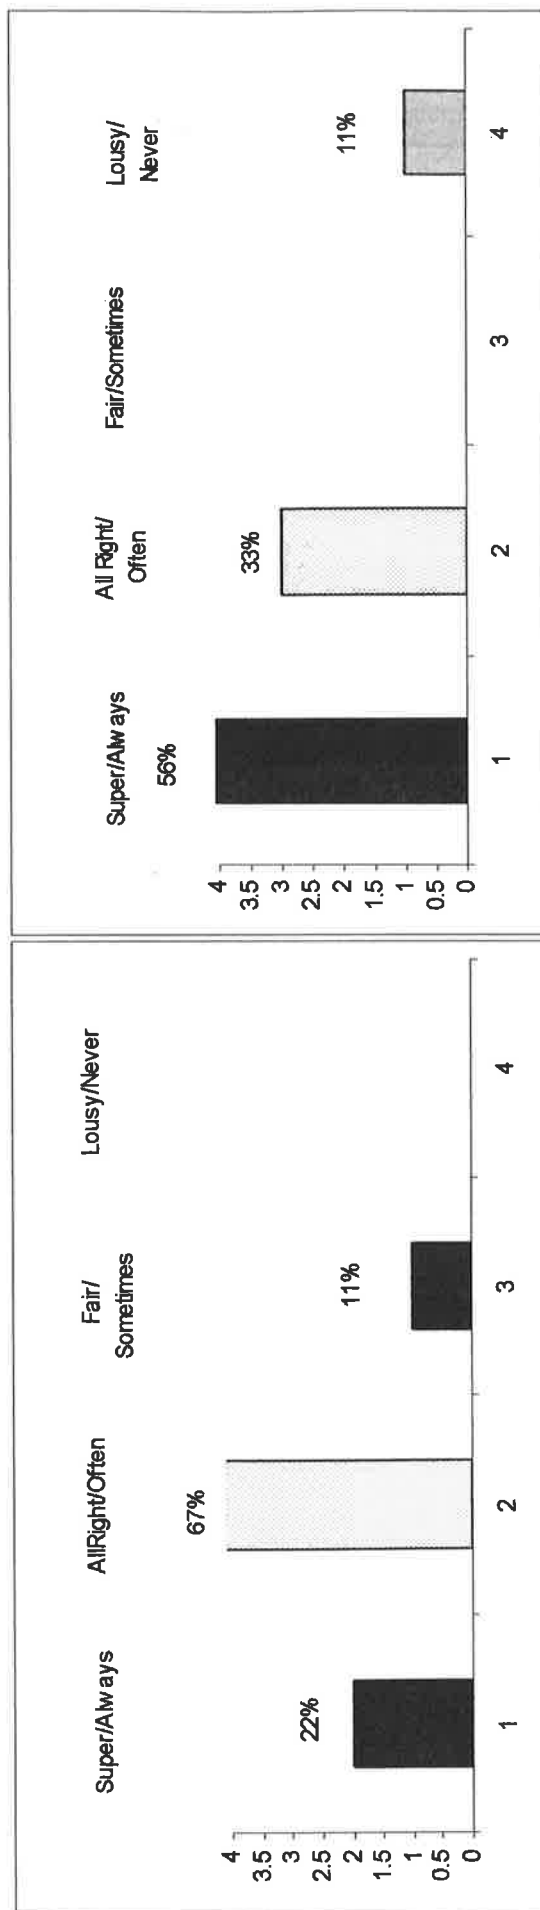 Super/Always
AllRight/Often
Fair/
Sometimes
Lousy/Never
22%
67%
11%
4
3.5
3
2.5
2
1.5
1
0.5
0
1
2
3
4
Super/Always
All Right/
Often
Fair/Sometimes
Lousy/
Never
56%
33%
11%
4
3.5
3
2.5
2
1.5
1
0.5
0
1
2
3
4